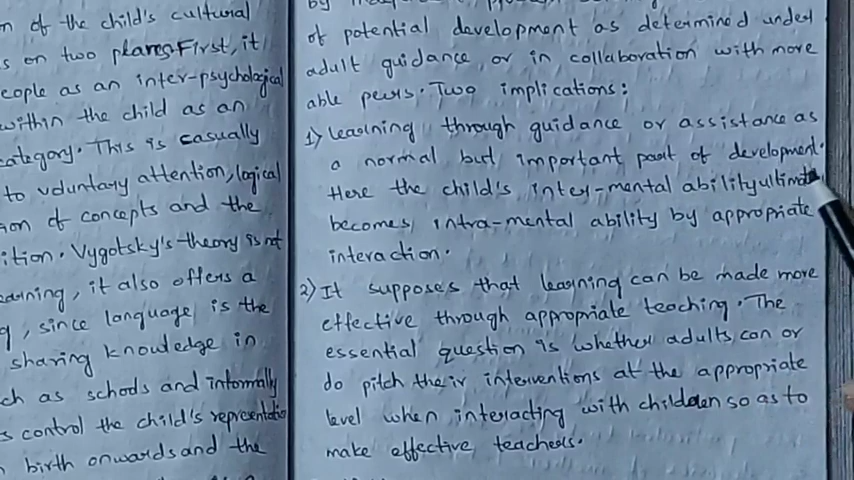 n of the child's cultural
s on two planes First, it
eople as an inter-psychological
within the child as an
category. This is casually
to voluntary attention, logical
ion of concepts and the
ition. Vygotsky's theory is not
earning, it also offers a
g, since language is the
sharing knowledge in
ch as schods and informally
s control the child's representatio
birth onwards and the
of potential development as determined under
adult guidance, or in collaboration with more
able peers. Two implications:
1) Learning through guidance or assistance as
a normal but important part of development.
Here the child's inter-mental ability
becomes intra-mental ability by appropriate
interaction.
2) It supposes that learning can be made more
effective through appropriate teaching. The
essential question is whether adults can or
do pitch their interventions at the appropriate
level when interacting with children so as to
make effective teachers.